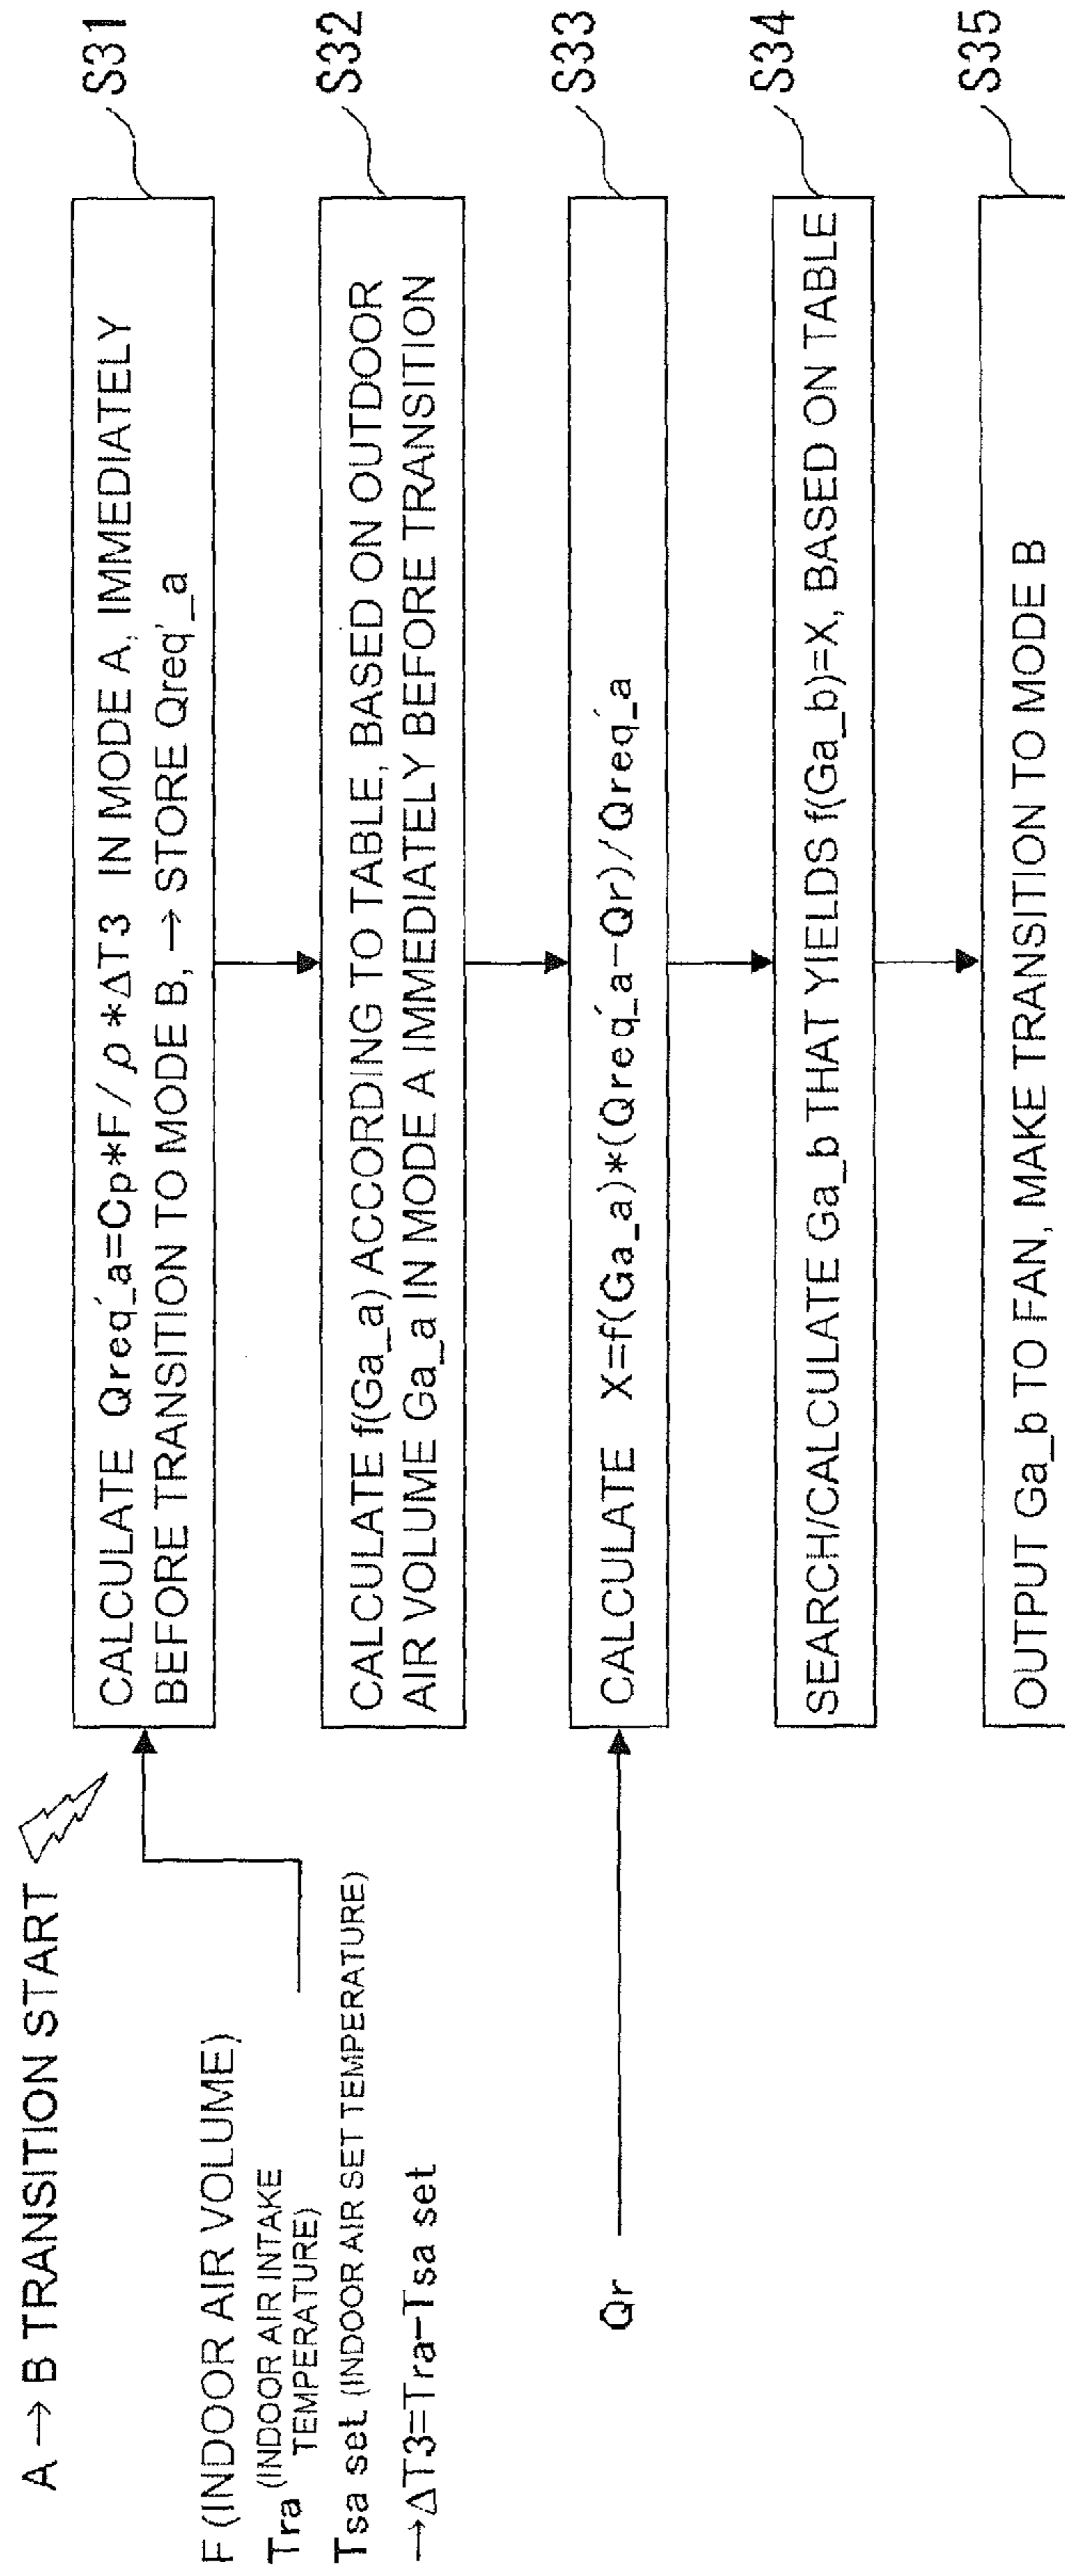 A → B TRANSITION START
F (INDOOR AIR VOLUME)
Tra (INDOOR AIR INTAKE
TEMPERATURE)
Tsa set (INDOOR AIR SET TEMPERATURE)
→ΔT3=Tra-Tsa set
CALCULATE Qreq'_a=Cp*F/ρ*ΔT3 IN MODE A, IMMEDIATELY
BEFORE TRANSITION TO MODE B, → STORE Qreq'_a
S31
CALCULATE f(Ga_a) ACCORDING TO TABLE, BASED ON OUTDOOR
AIR VOLUME Ga_a IN MODE A IMMEDIATELY BEFORE TRANSITION
S32
Qr
CALCULATE X=f(Ga_a)*(Qreq'_a-Qr)/Qreq'_a
S33
SEARCH/CALCULATE Ga_b THAT YIELDS f(Ga_b)=X, BASED ON TABLE
S34
OUTPUT Ga_b TO FAN, MAKE TRANSITION TO MODE B
S35